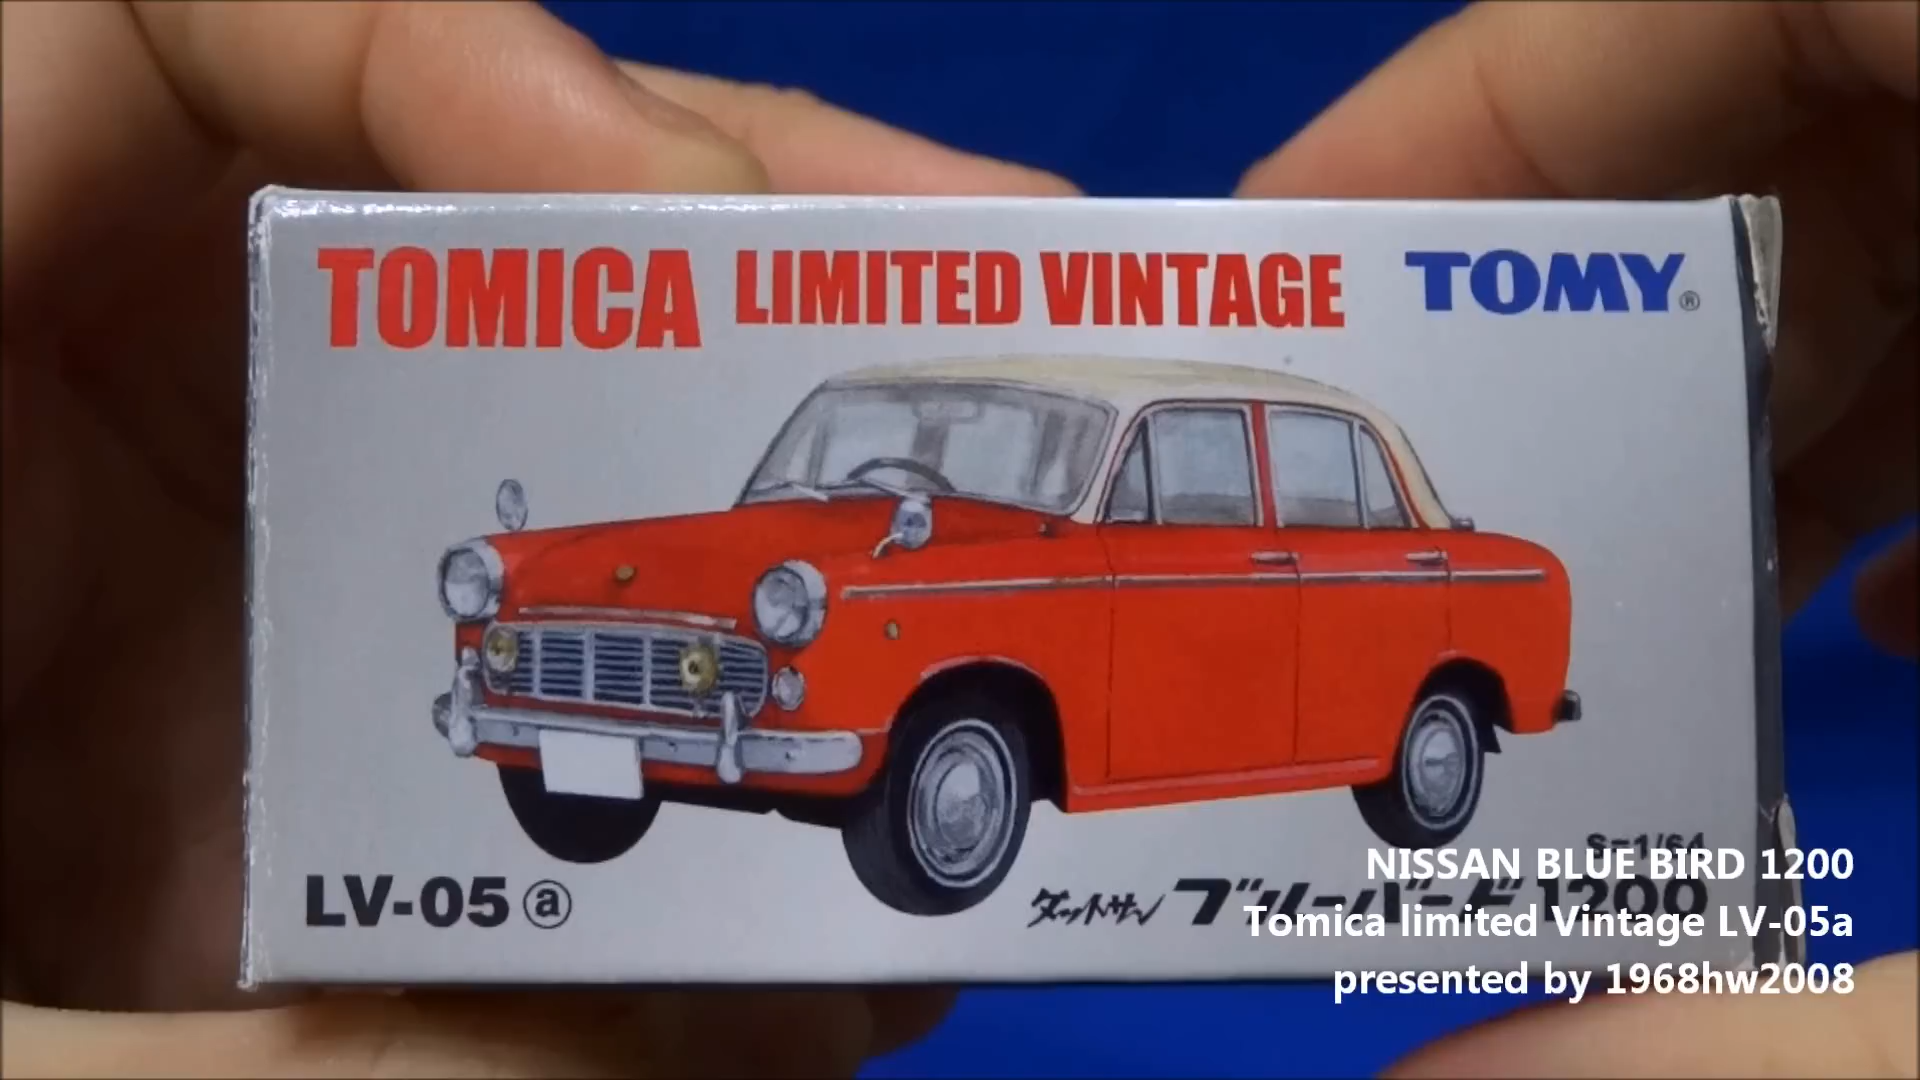 TOMICA LIMITED VINTAGE TOMY®
S=1/64
LV-05 ⓐ
ダットサン ブルーバード 1200
NISSAN BLUE BIRD 1200
Tomica limited Vintage LV-05a
presented by 1968hw2008